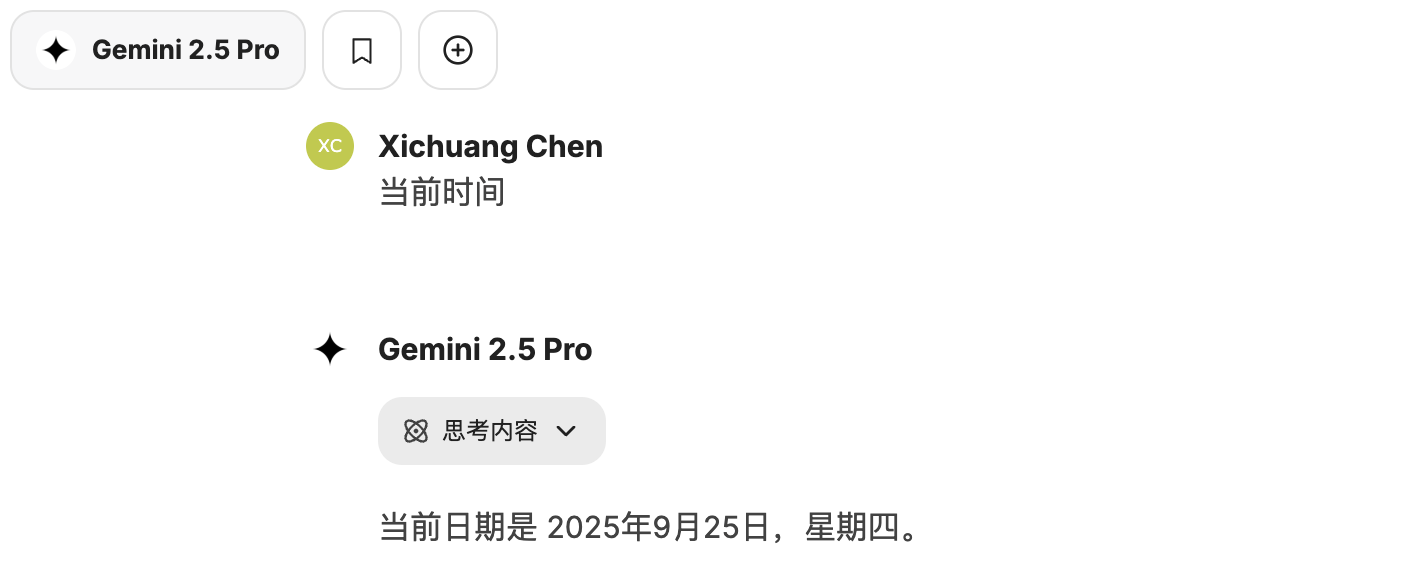 Gemini 2.5 Pro
XC
Xichuang Chen
当前时间
Gemini 2.5 Pro
思考内容
当前日期是 2025年9月25日，星期四。